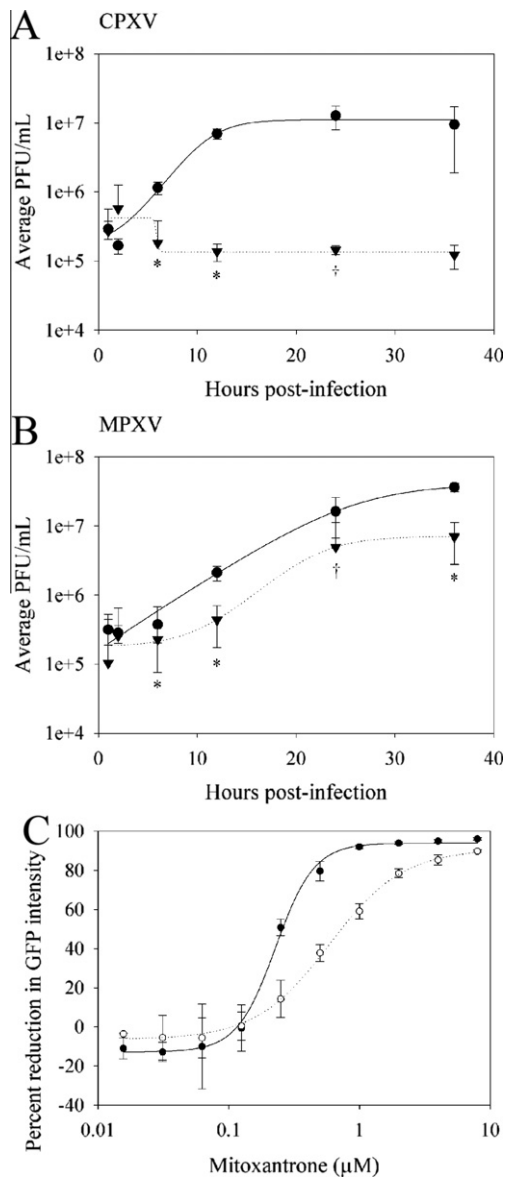 A
CPXV
1e+8
1e+7
1e+6
1e+5
1e+4
Average PFU/mL
*
*
†
0
10
20
30
40
Hours post-infection
B
MPXV
1e+8
1e+7
1e+6
1e+5
1e+4
Average PFU/mL
*
*
†
*
0
10
20
30
40
Hours post-infection
C
100
80
60
40
20
0
-20
-40
Percent reduction in GFP intensity
0.01
0.1
1
10
Mitoxantrone (µM)